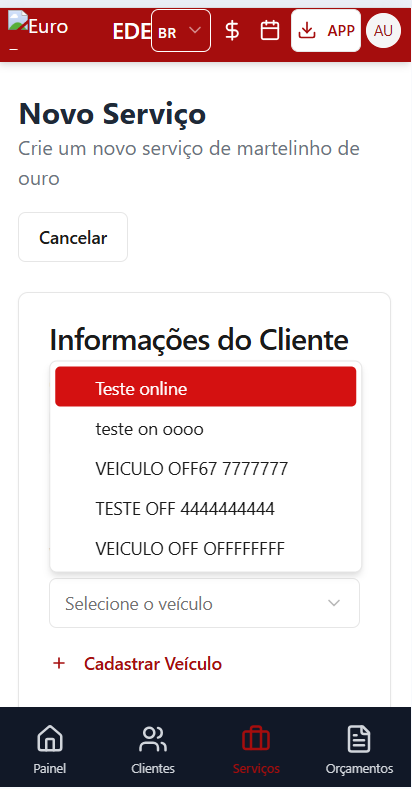 Euro
EDE
BR
APP
AU
Novo Serviço
Crie um novo serviço de martelinho de
ouro
Cancelar
Informações do Cliente
Teste online
teste on oooo
VEICULO OFF67 7777777
TESTE OFF 4444444444
VEICULO OFF OFFFFFFFF
Selecione o veículo
+ Cadastrar Veículo
Painel
Clientes
Serviços
Orçamentos